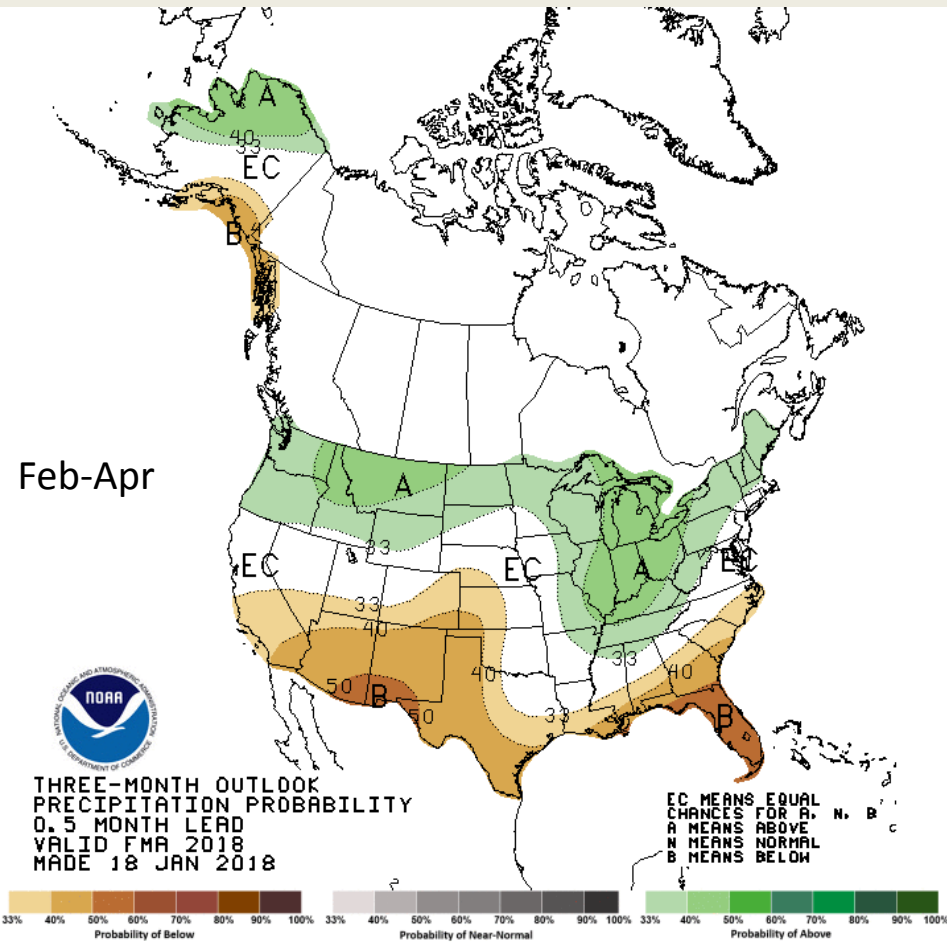 A
40
33
EC
B
4
Feb-Apr
A
33
EC
EC
A
EC
33
40
33
40
40
50
B
50
33
B
NATIONAL OCEANIC AND ATMOSPHERIC ADMINISTRATION
NOAA
U.S. DEPARTMENT OF COMMERCE
THREE-MONTH OUTLOOK
PRECIPITATION PROBABILITY
0.5 MONTH LEAD
VALID FMA 2018
MADE 18 JAN 2018
EC MEANS EQUAL
CHANCES FOR A, N, B
A MEANS ABOVE
N MEANS NORMAL
B MEANS BELOW
33% 40% 50% 60% 70% 80% 90% 100%
Probability of Below
33% 40% 50% 60% 70% 80% 90% 100%
Probability of Near-Normal
33% 40% 50% 60% 70% 80% 90% 100%
Probability of Above